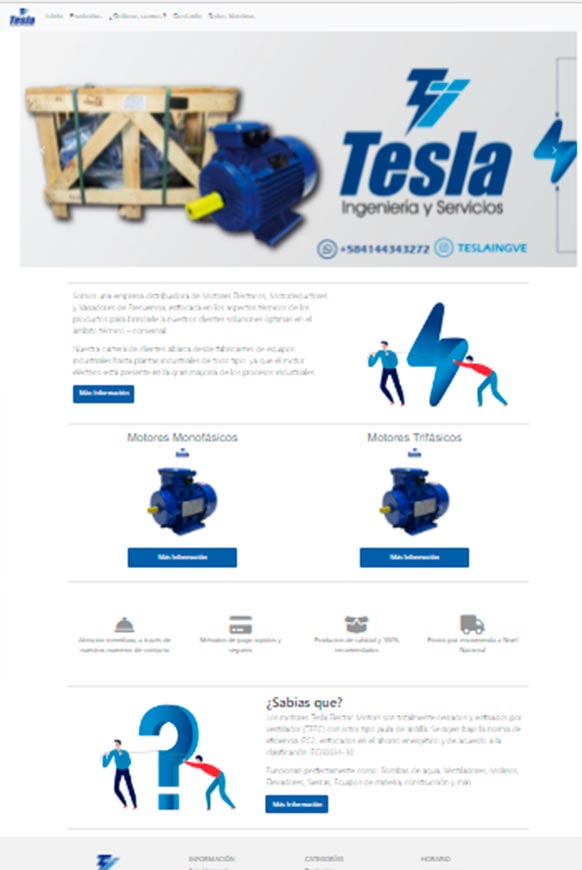 Tesla
Inicio Productos ¿Quiénes somos? Contacto
Tesla
Ingeniería y Servicios
+584144343272 TESLAINGVE
Somos una empresa distribuidora de Motores Eléctricos, Motorreductores
y Variadores de Frecuencia, enfocada en los aspectos técnicos de los
productos para brindarle a nuestros clientes soluciones optimas en el
ámbito técnico – comercial
Nuestra cartera de clientes abarca desde fabricantes de equipos
industriales hasta plantas industriales de todo tipo, ya que el motor
eléctrico está presente en la gran mayoría de los procesos industriales.
Más Información
Motores Monofásicos
Motores Trifásicos
Más Información
Más Información
Atención inmediata, a través de
nuestros números de contacto
Métodos de pago rápidos y
seguros
Productos de calidad y 100%
recomendados
Envíos por encomienda a Nivel
Nacional
¿Sabias que?
Los motores Tesla Electric Motors son totalmente cerrados y enfriados por
ventilador (TEFC) con rotor tipo jaula de ardilla. Se rigen bajo la norma de
eficiencia IE2, enfocados en el ahorro energético y de acuerdo a la
clasificación IEC60034-30.
Funcionan perfectamente como: Bombas de agua, Ventiladores, Molinos,
Elevadores, Sierras, Equipos de minería, construcción y más.
Más Información
INFORMACIÓN
CATEGORÍAS
HORARIO